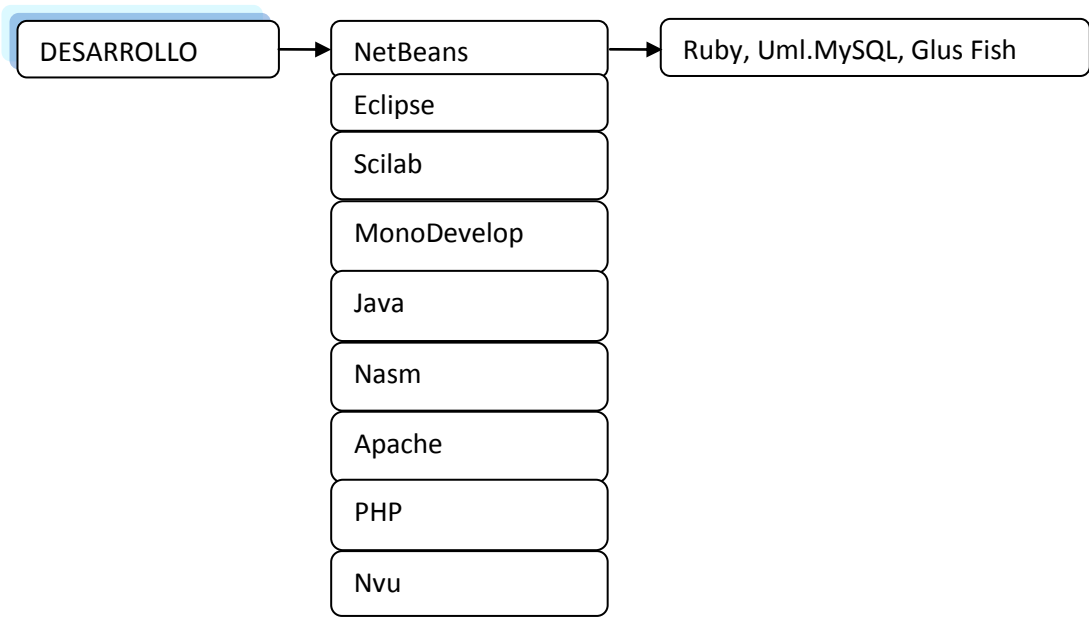 DESARROLLO
NetBeans
Ruby, Uml.MySQL, Glus Fish
Eclipse
Scilab
MonoDevelop
Java
Nasm
Apache
PHP
Nvu